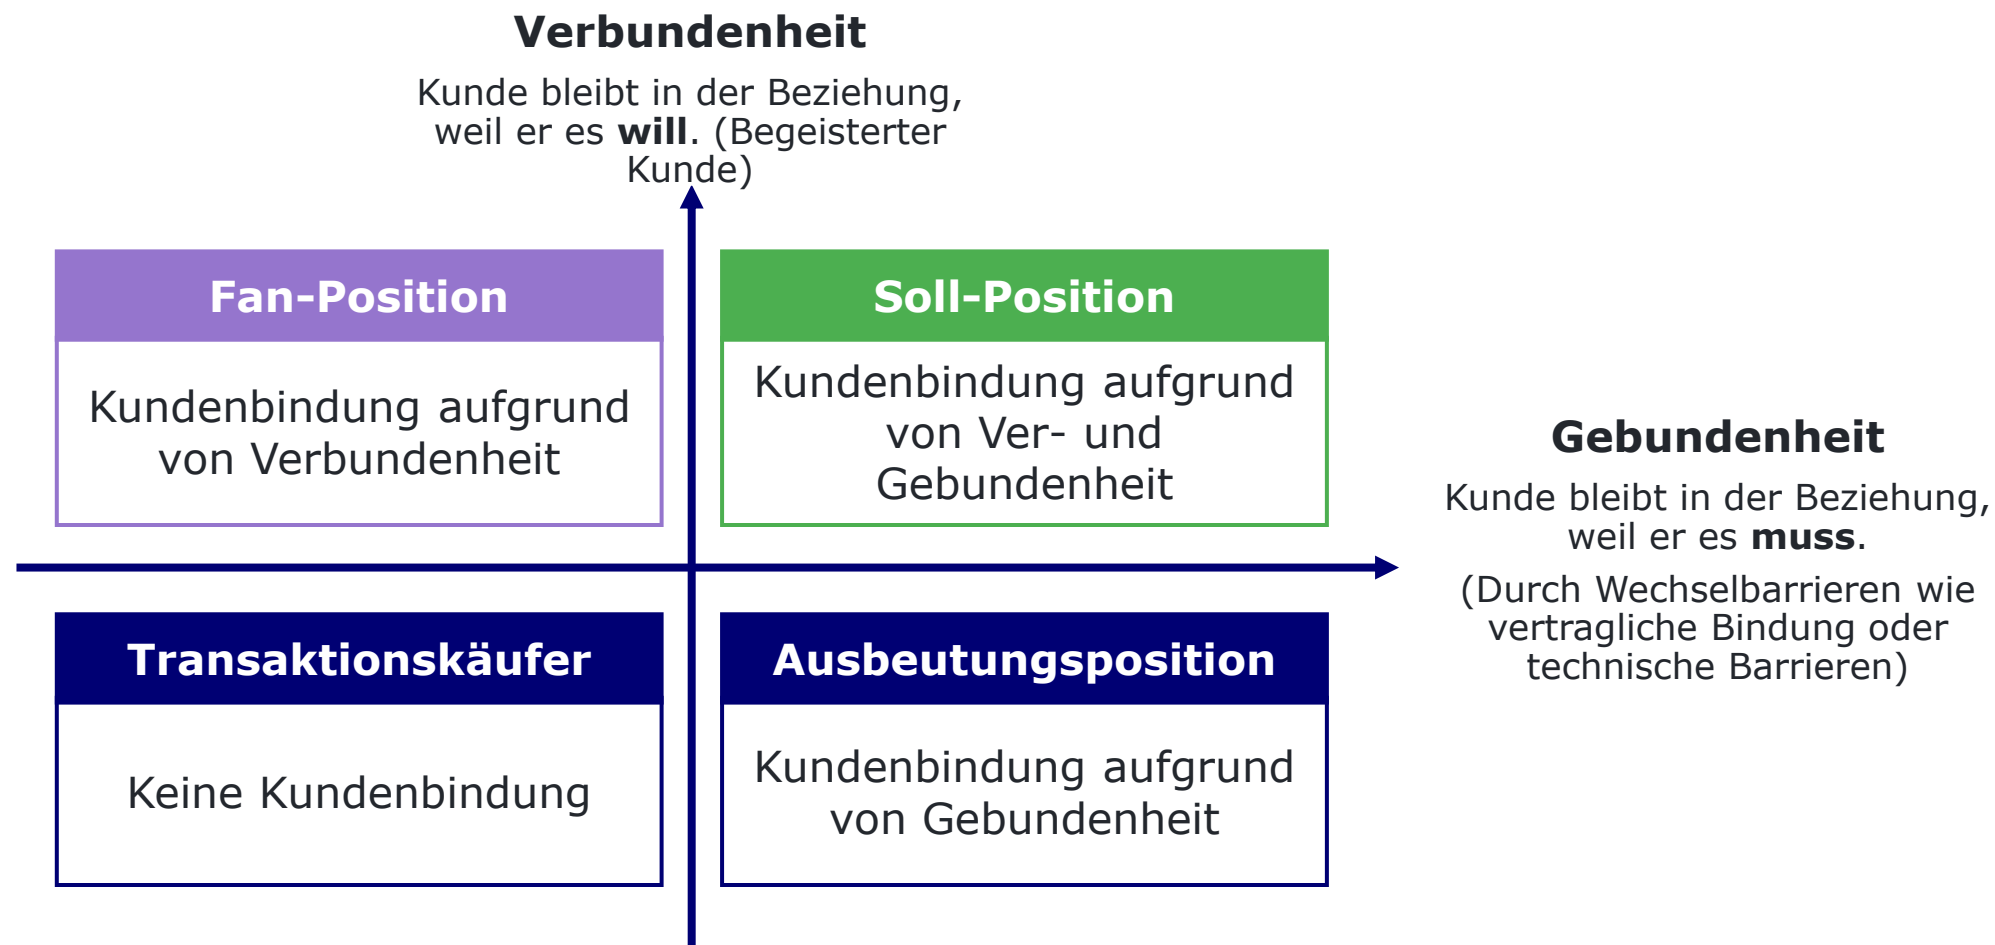 Verbundenheit
Kunde bleibt in der Beziehung,
weil er es will. (Begeisterter
Kunde)
Fan-Position
Kundenbindung aufgrund
von Verbundenheit
Soll-Position
Kundenbindung aufgrund
von Ver- und
Gebundenheit
Gebundenheit
Kunde bleibt in der Beziehung,
weil er es muss.
(Durch Wechselbarrieren wie
vertragliche Bindung oder
technische Barrieren)
Transaktionskäufer
Keine Kundenbindung
Ausbeutungsposition
Kundenbindung aufgrund
von Gebundenheit